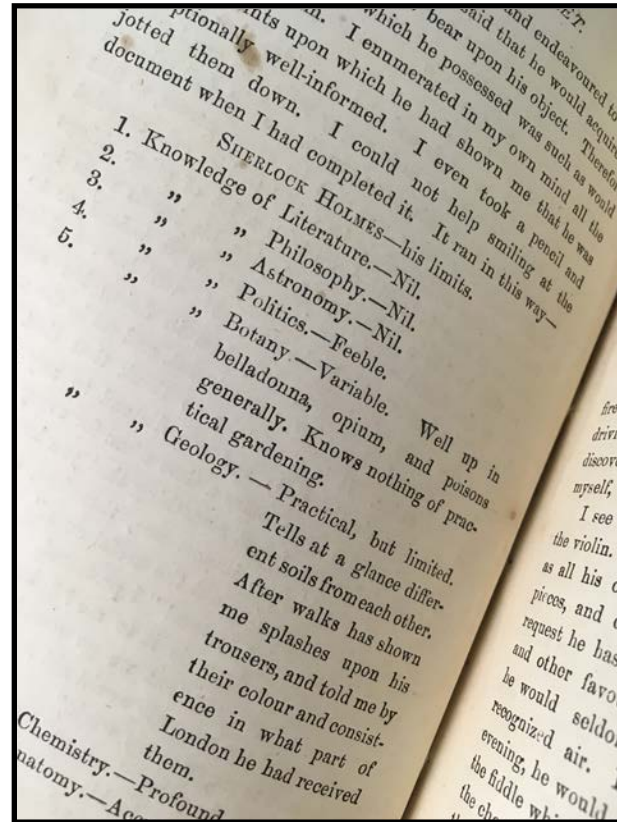 and endeavoured to
said that he would acquire
bear upon his object.
which he possessed was such as would
I enumerated in my own mind all the
upon which he had shown me that he was
well-informed. I even took a pencil and
jotted them down. I could not help smiling at the
document when I had completed it. It ran in this way—
SHERLOCK HOLMES—his limits.
1. Knowledge of Literature.—Nil.
2. „ „ Philosophy.—Nil.
3. „ „ Astronomy.—Nil.
4. „ „ Politics.—Feeble.
5. „ „ Botany—Variable. Well up in
belladonna, opium, and poisons
generally. Knows nothing of prac-
tical gardening.
„ „ Geology.—Practical, but limited.
Tells at a glance differ-
ent soils from each other.
After walks has shown
me splashes upon his
trousers, and told me by
their colour and consist-
ence in what part of
London he had received
them.
Chemistry.—Profound
I see
the violin.
as all his
pieces, and
request he has
and other
he would
recognized air.
evening, he would
the fiddle